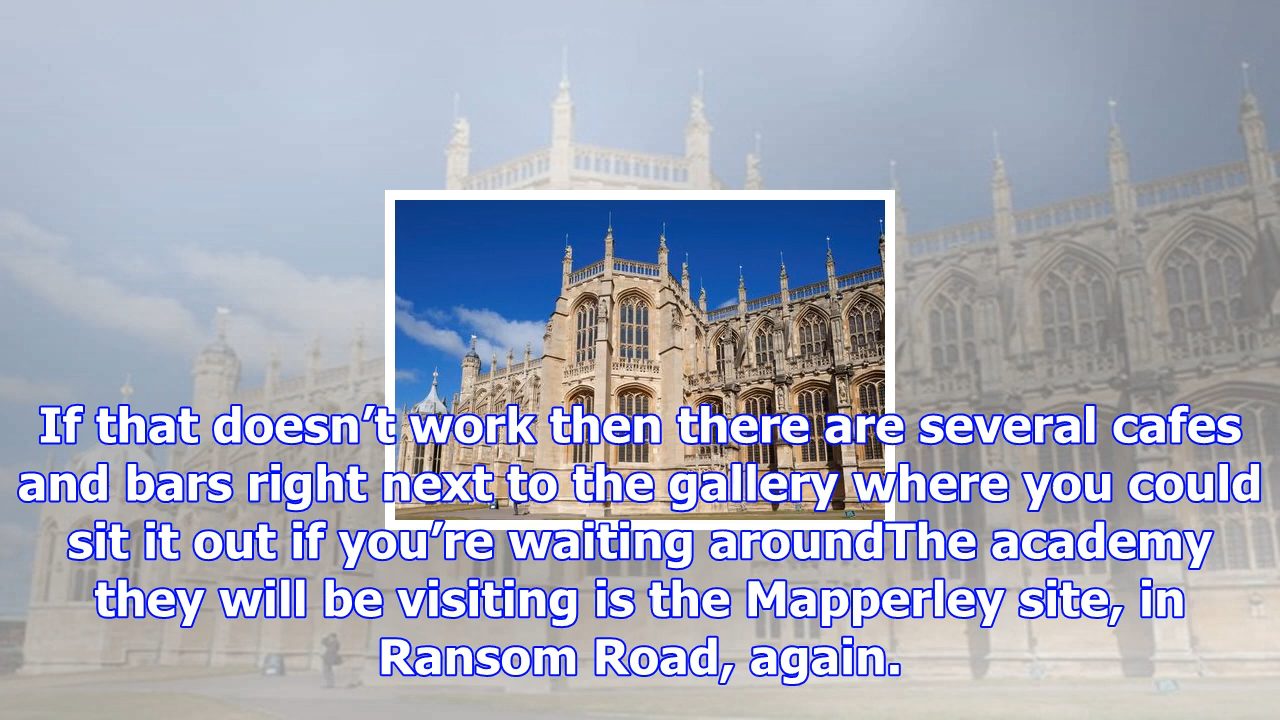 If that doesn’t work then there are several cafes
and bars right next to the gallery where you could
sit it out if you’re waiting aroundThe academy
they will be visiting is the Mapperley site, in
Ransom Road, again.